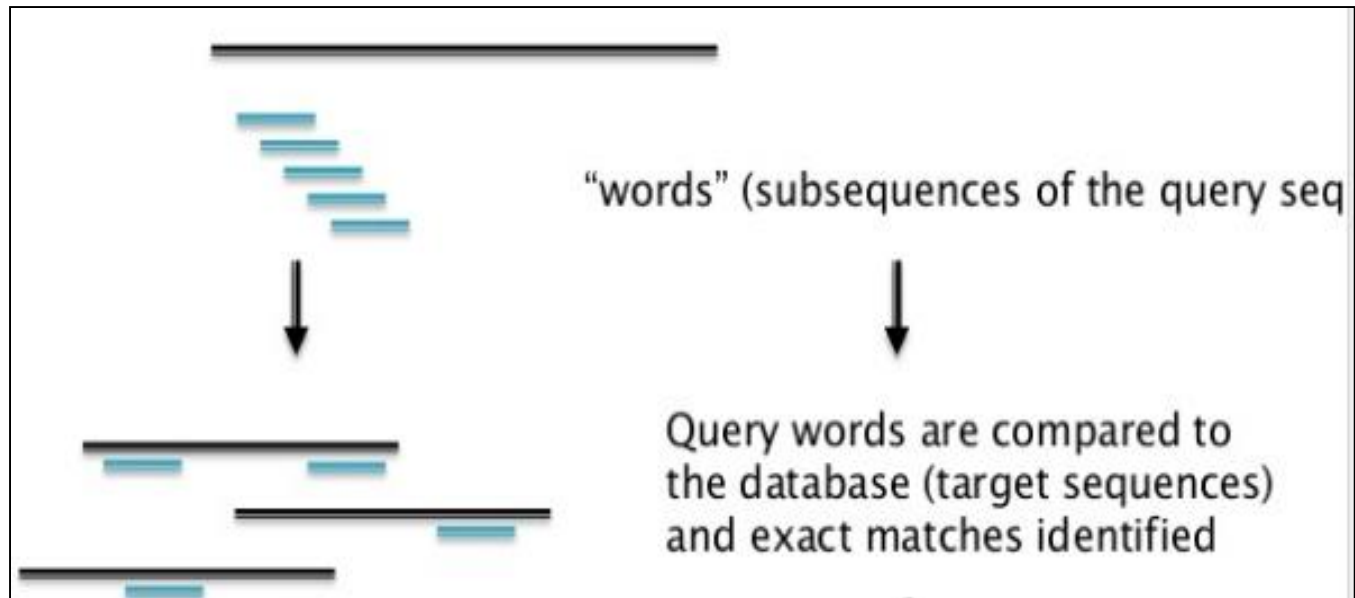 “words” (subsequences of the query seq
Query words are compared to
the database (target sequences)
and exact matches identified